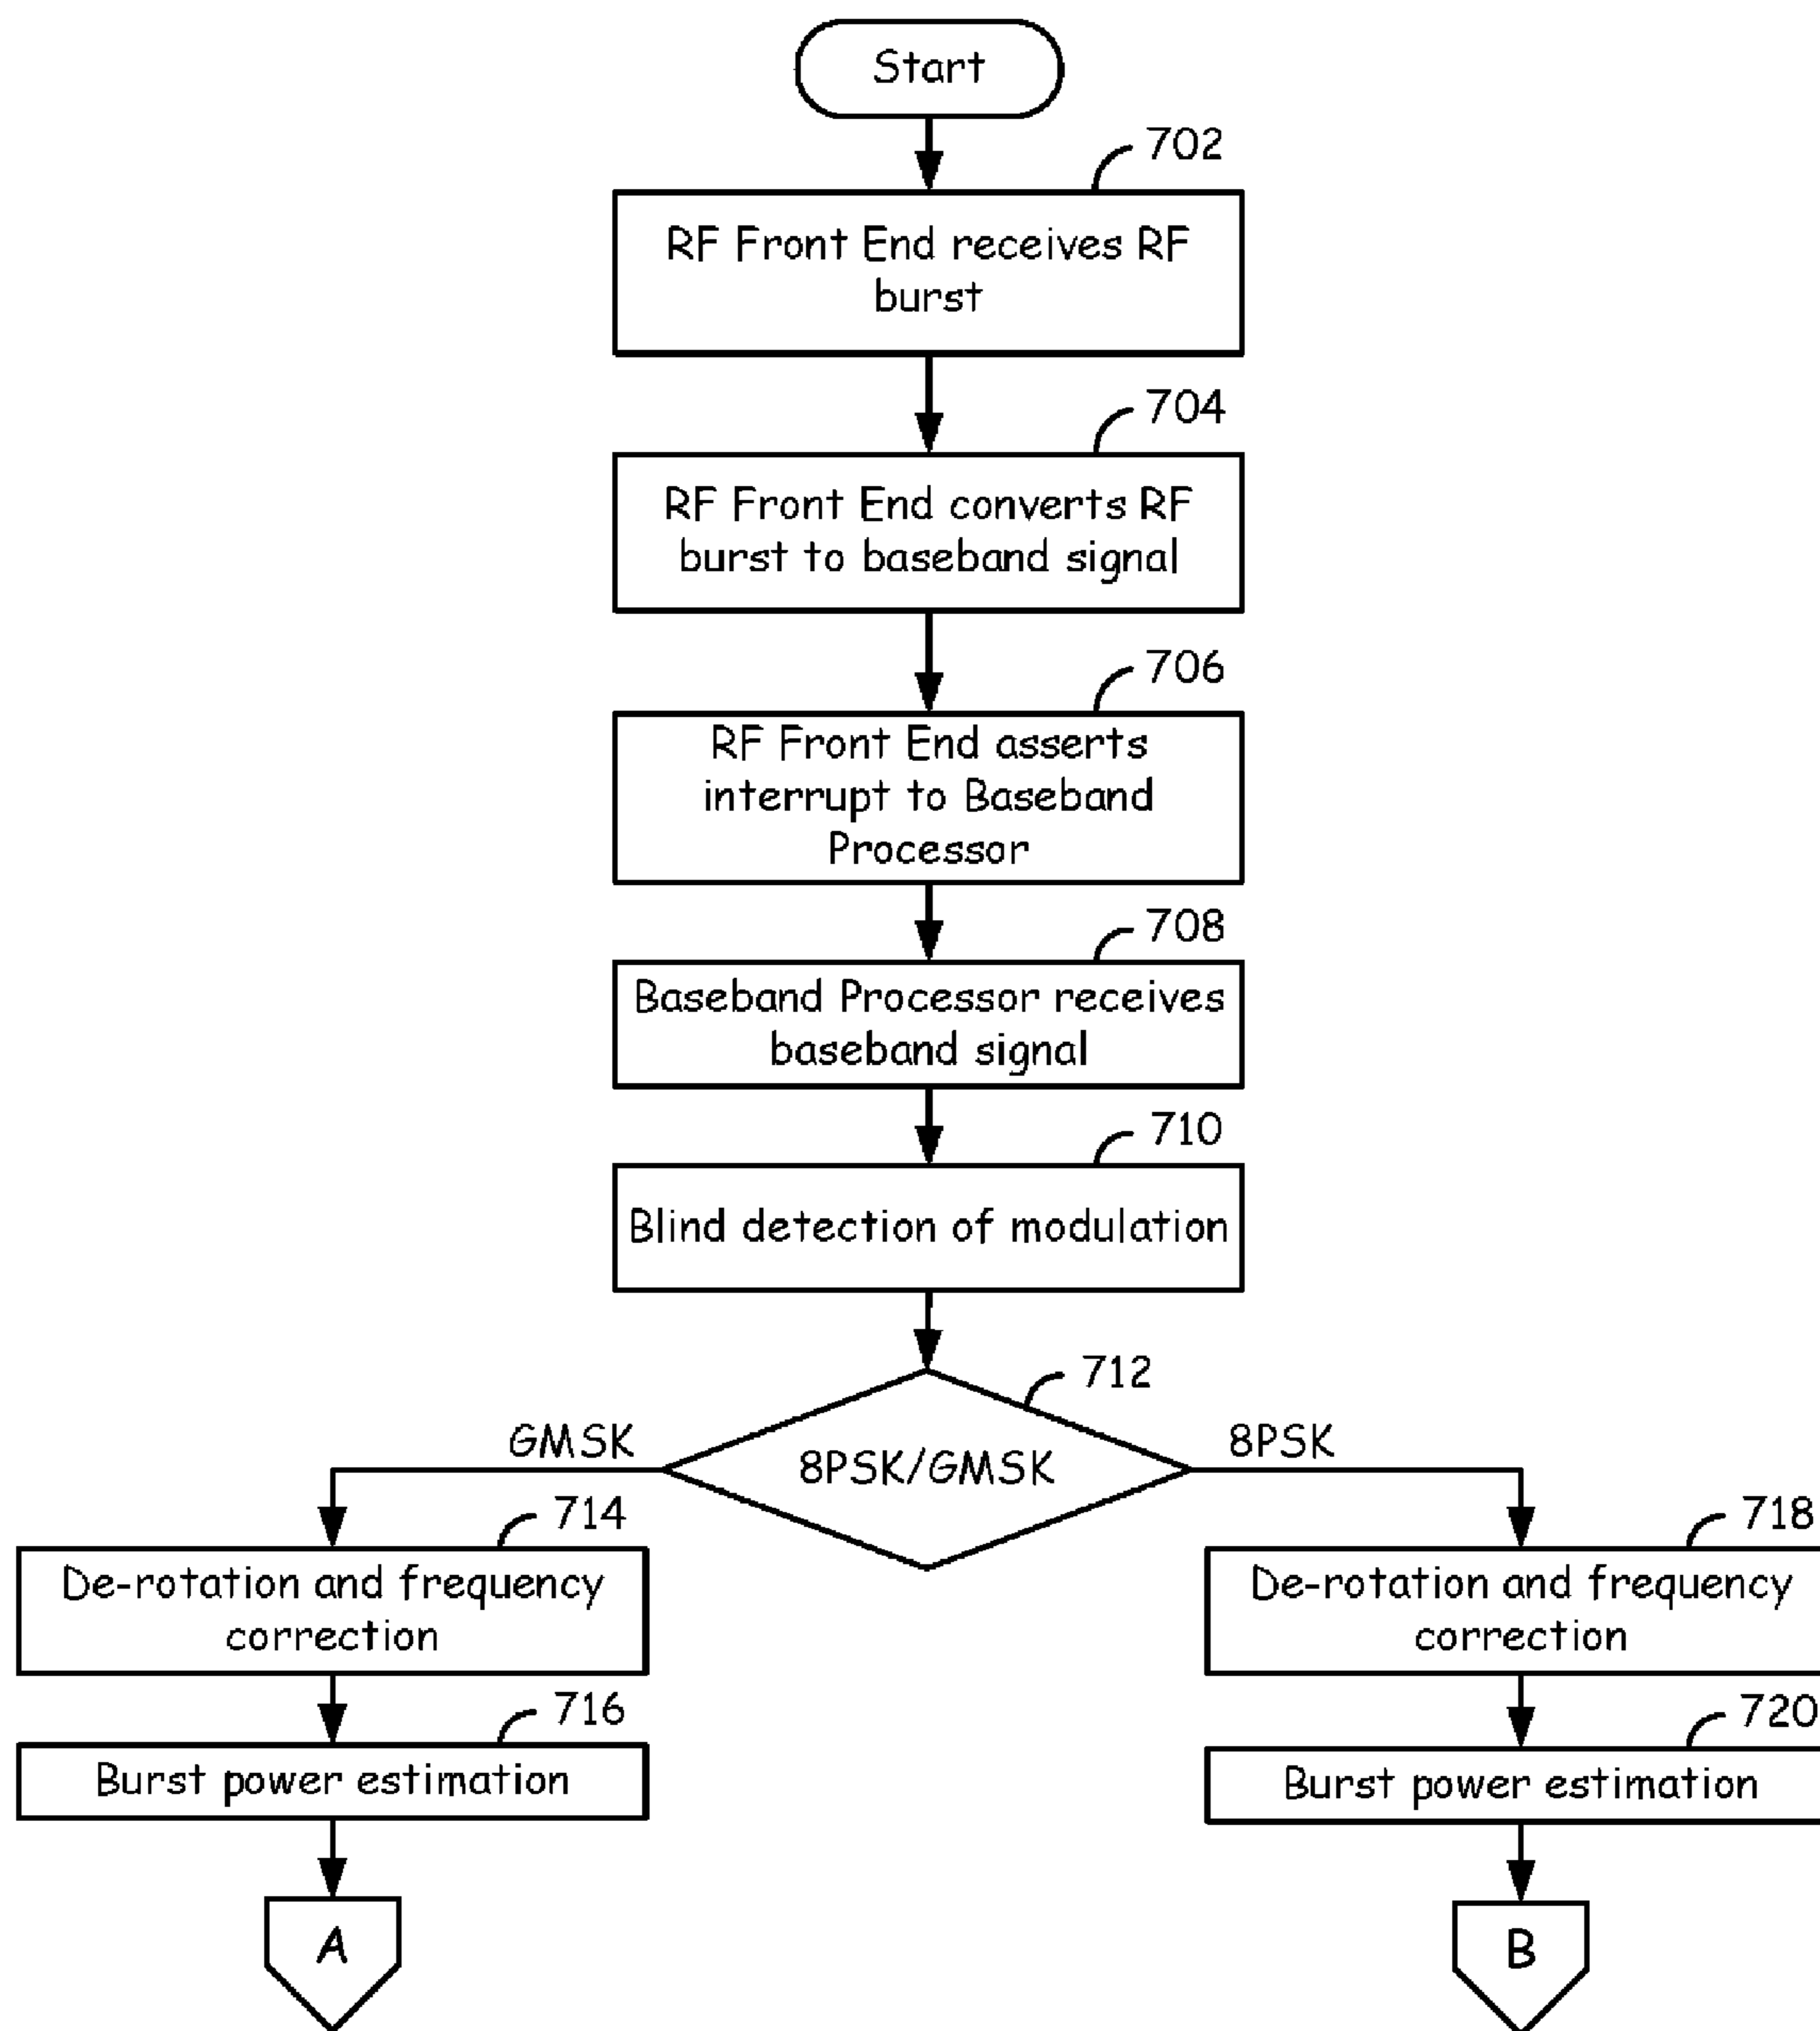 Start
702
RF Front End receives RF
burst
704
RF Front End converts RF
burst to baseband signal
706
RF Front End asserts
interrupt to Baseband
Processor
708
Baseband Processor receives
baseband signal
710
Blind detection of modulation
712
GMSK
8PSK/GMSK
8PSK
714
De-rotation and frequency
correction
716
Burst power estimation
A
718
De-rotation and frequency
correction
720
Burst power estimation
B